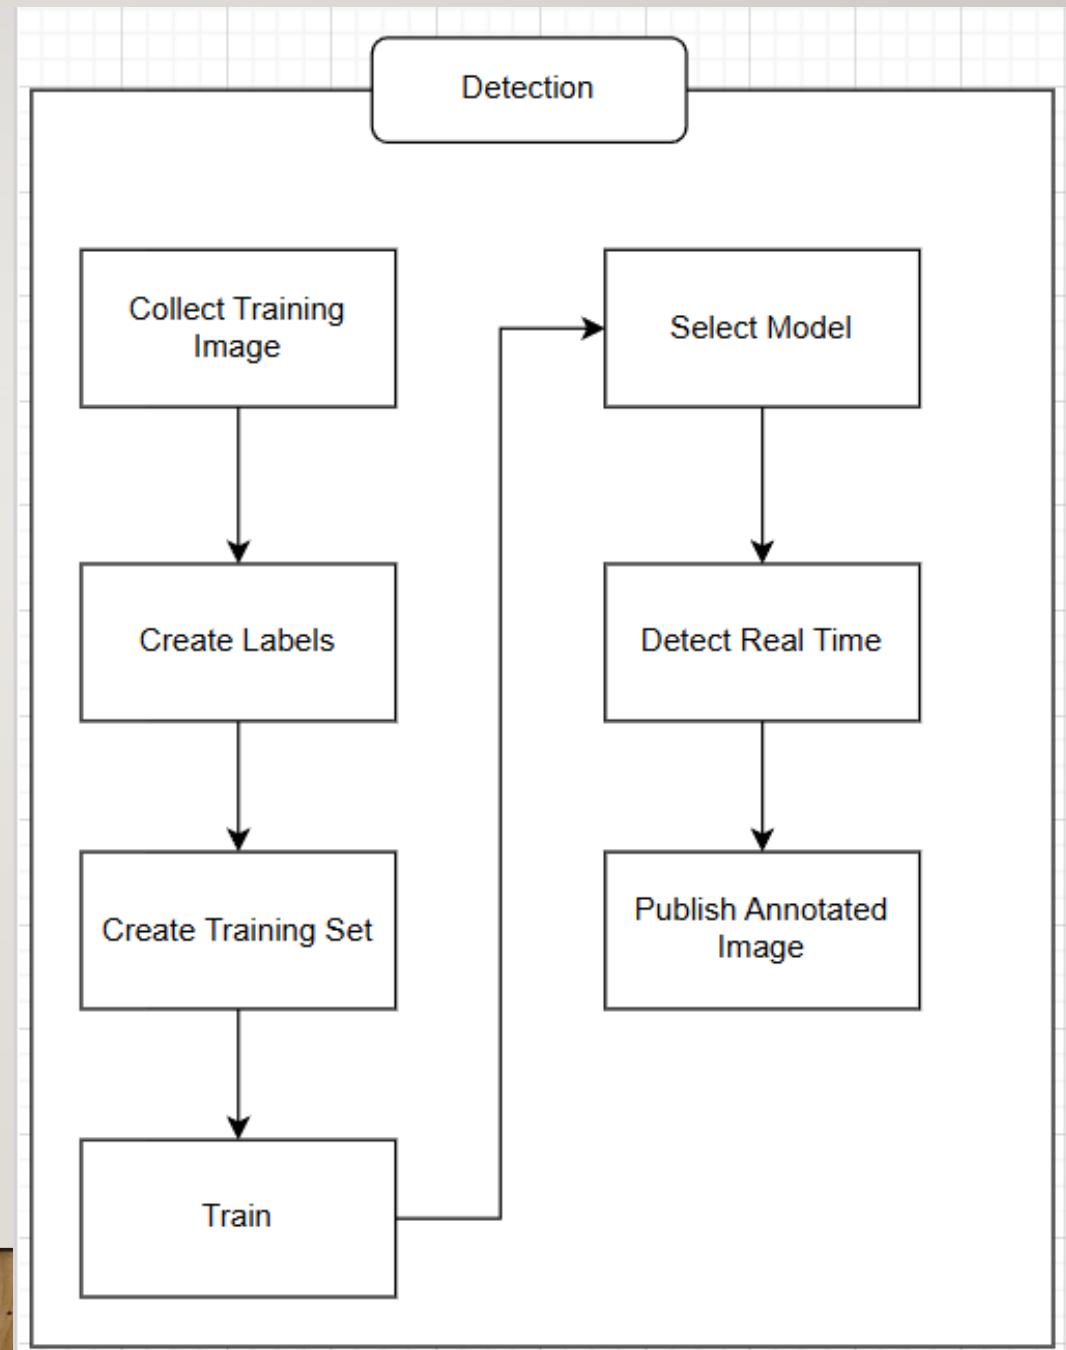 Detection
Collect Training
Image
Create Labels
Create Training Set
Train
Select Model
Detect Real Time
Publish Annotated
Image